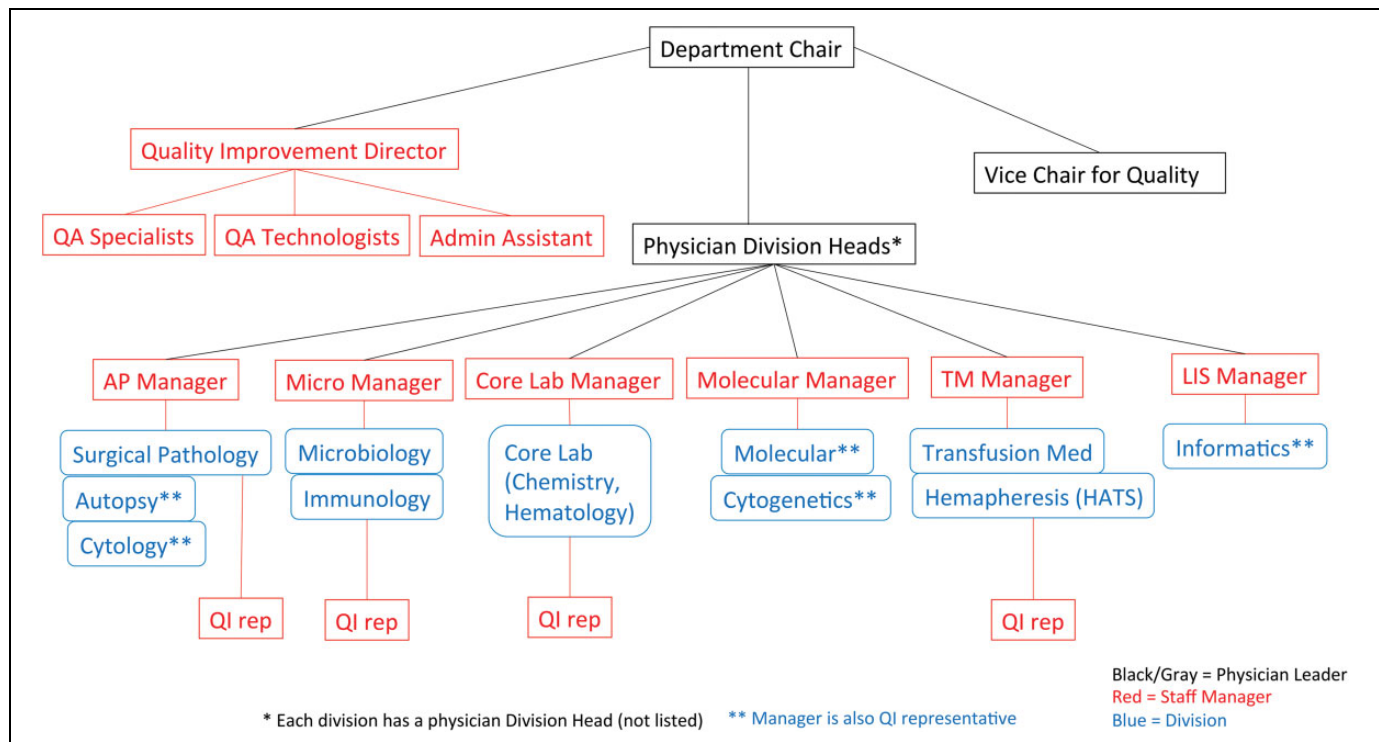 Department Chair
Quality Improvement Director
Vice Chair for Quality
QA Specialists
QA Technologists
Admin Assistant
Physician Division Heads*
AP Manager
Micro Manager
Core Lab Manager
Molecular Manager
TM Manager
LIS Manager
Surgical Pathology
Autopsy**
Cytology**
Microbiology
Immunology
Core Lab
(Chemistry,
Hematology)
Molecular**
Cytogenetics**
Transfusion Med
Hemapheresis (HATS)
Informatics**
QI rep
QI rep
QI rep
QI rep
* Each division has a physician Division Head (not listed)
** Manager is also QI representative
Black/Gray = Physician Leader
Red = Staff Manager
Blue = Division